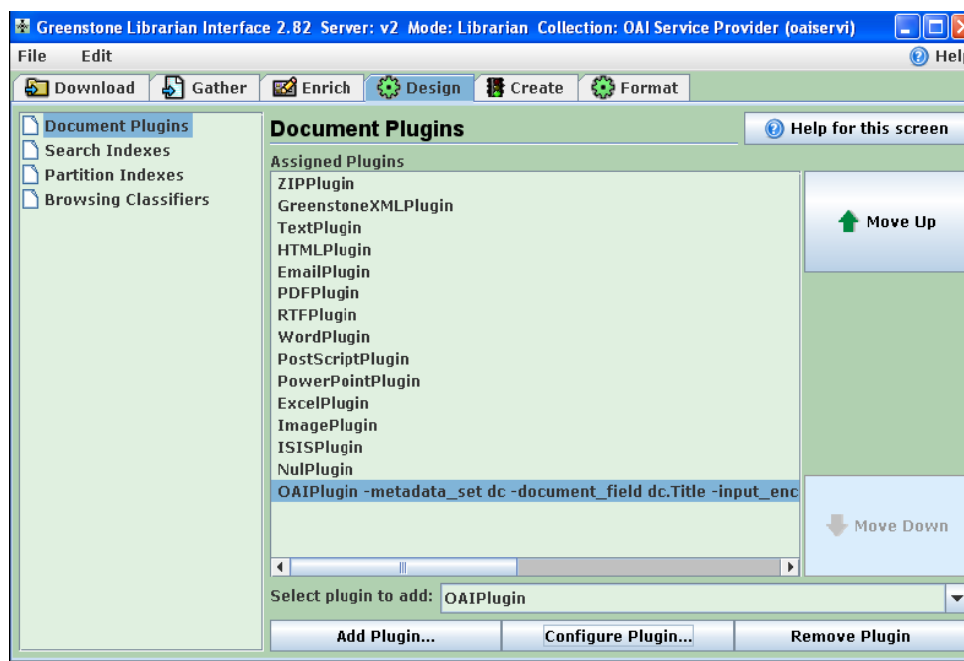 Greenstone Librarian Interface 2.82 Server: v2 Mode: Librarian Collection: OAI Service Provider (oaiservi)
File Edit Help
Download Gather Enrich Design Create Format
Document Plugins
Search Indexes
Partition Indexes
Browsing Classifiers
Document Plugins
Help for this screen
Assigned Plugins
ZIPPlugin
GreenstoneXMLPlugin
TextPlugin
HTMLPlugin
EmailPlugin
PDFPlugin
RTFPlugin
WordPlugin
PostScriptPlugin
PowerPointPlugin
ExcelPlugin
ImagePlugin
ISISPlugin
NulPlugin
OAIPlugin -metadata_set dc -document_field dc.Title -input_enc
Move Up
Move Down
Select plugin to add: OAIPlugin
Add Plugin... Configure Plugin... Remove Plugin